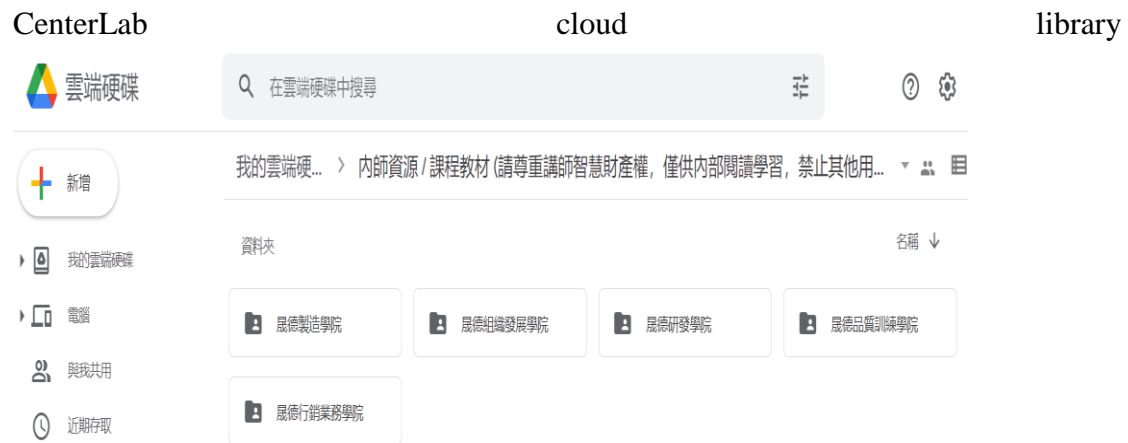 CenterLab cloud library
雲端硬碟
在雲端硬碟中搜尋
新增
我的雲端硬... > 內師資源 / 課程教材 (請尊重講師智慧財產權，僅供內部閱讀學習，禁止其他用...
我的雲端硬碟
電腦
與我共用
近期存取
資料夾
名稱
晟德製造學院
晟德組織發展學院
晟德研發學院
晟德品質訓練學院
晟德行銷業務學院